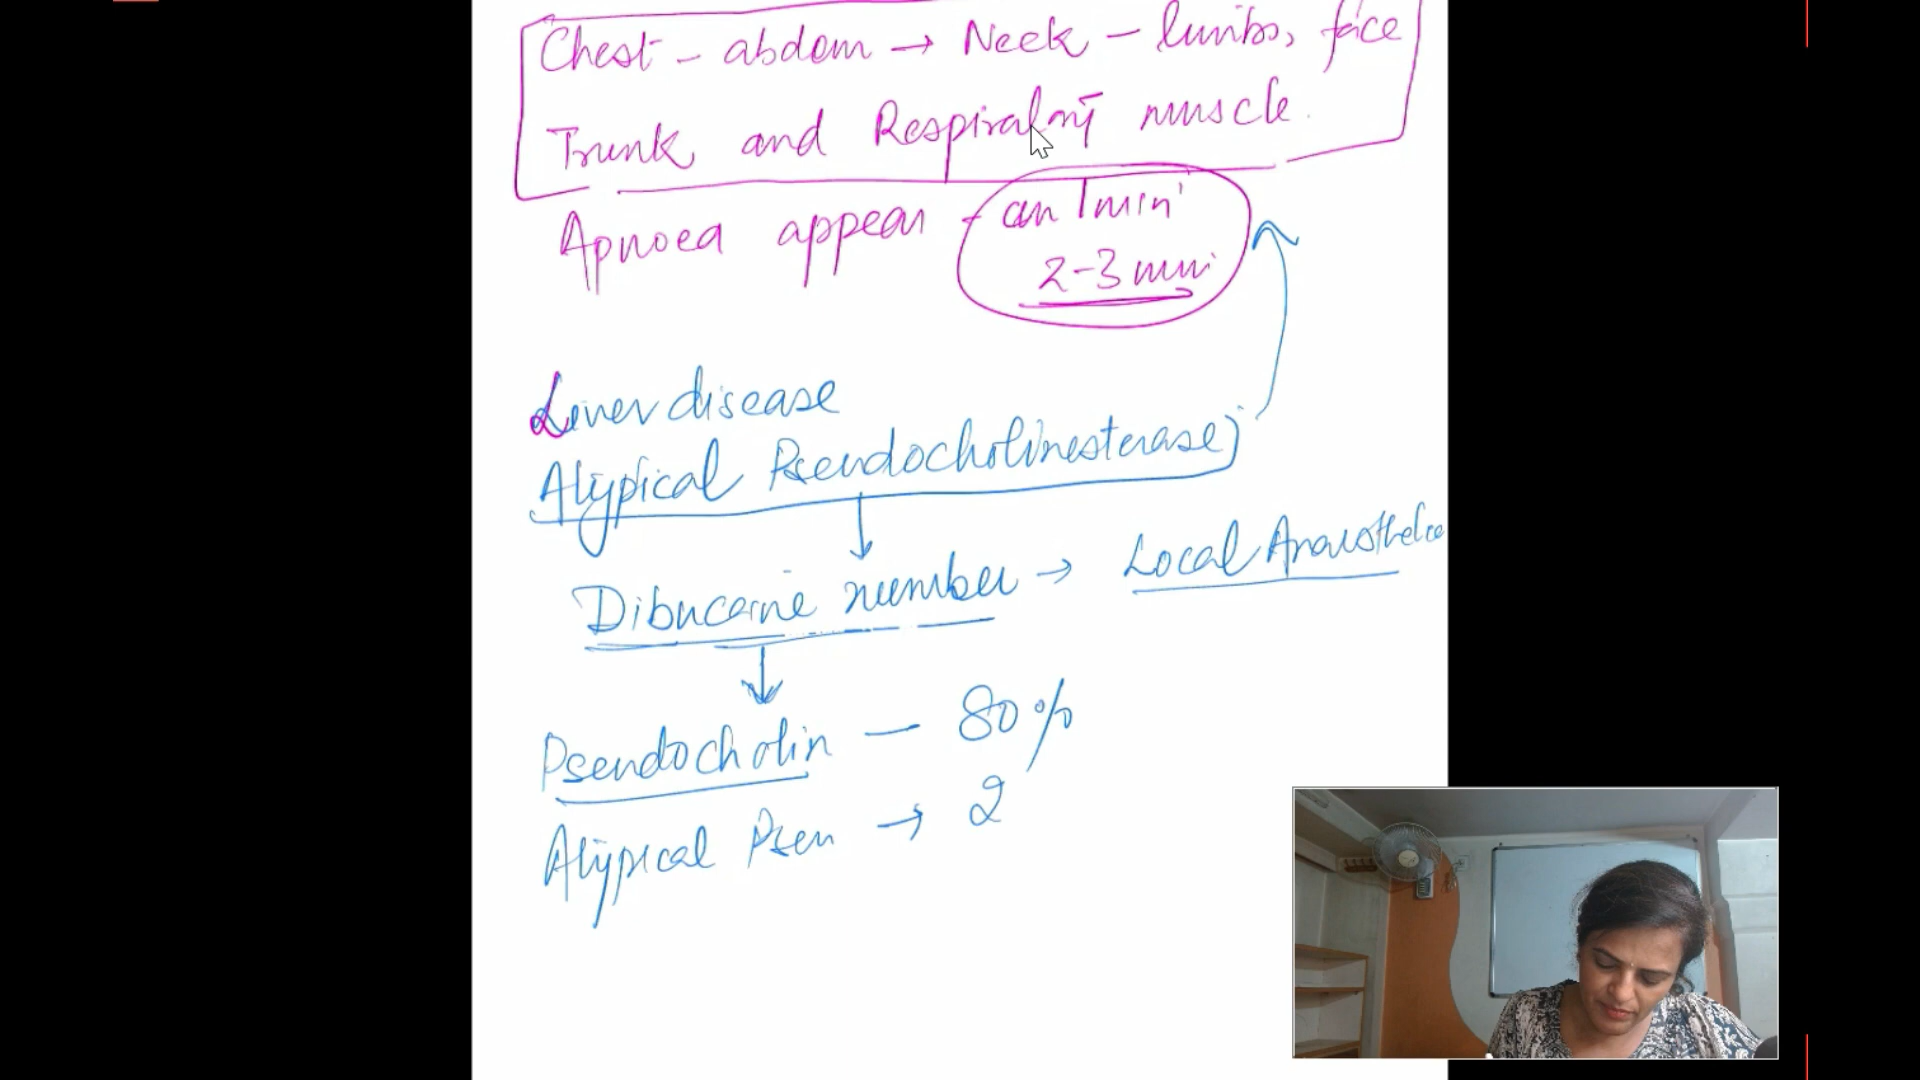 Chest - abdom → Neck - limbs, face
Trunk and Respiratory muscle.
Apnoea appear - an 1 min
2-3 min
Liver disease
Atypical Pseudocholinesterase
Dibucaine number → Local Anaesthetic
Pseudocholin — 80%
Atypical Pseu → 2